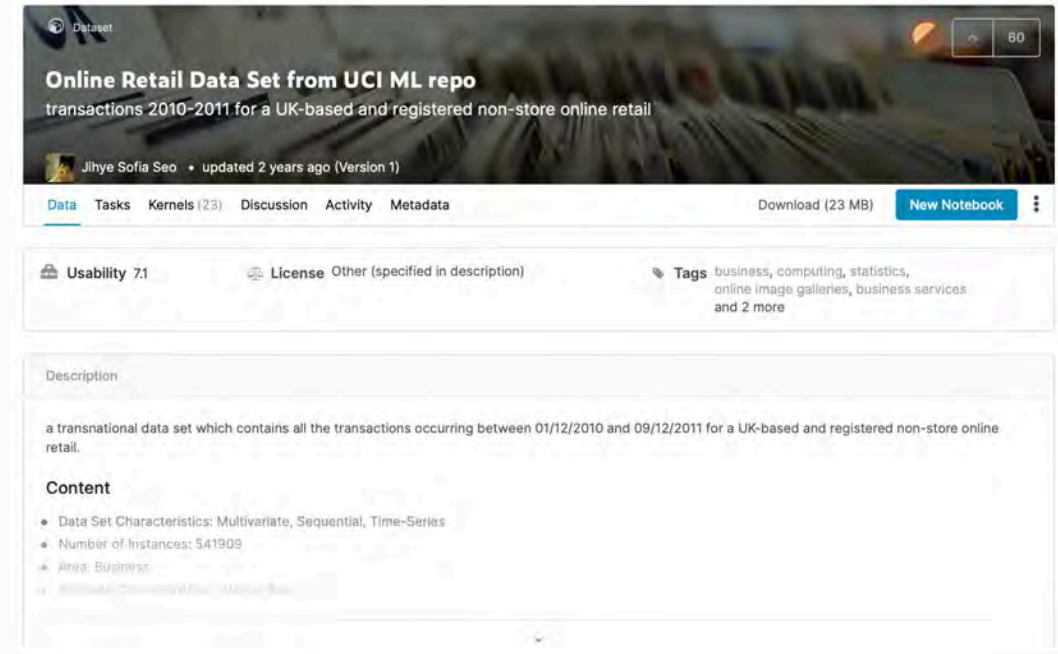 Dataset
60
Online Retail Data Set from UCI ML repo
transactions 2010-2011 for a UK-based and registered non-store online retail
Jihye Sofia Seo • updated 2 years ago (Version 1)
Data Tasks Kernels (23) Discussion Activity Metadata Download (23 MB) New Notebook
Usability 7.1 License Other (specified in description) Tags business, computing, statistics,
online image galleries, business services
and 2 more
Description
a transnational data set which contains all the transactions occurring between 01/12/2010 and 09/12/2011 for a UK-based and registered non-store online
retail.
Content
• Data Set Characteristics: Multivariate, Sequential, Time-Series
• Number of Instances: 541909
• Area: Business